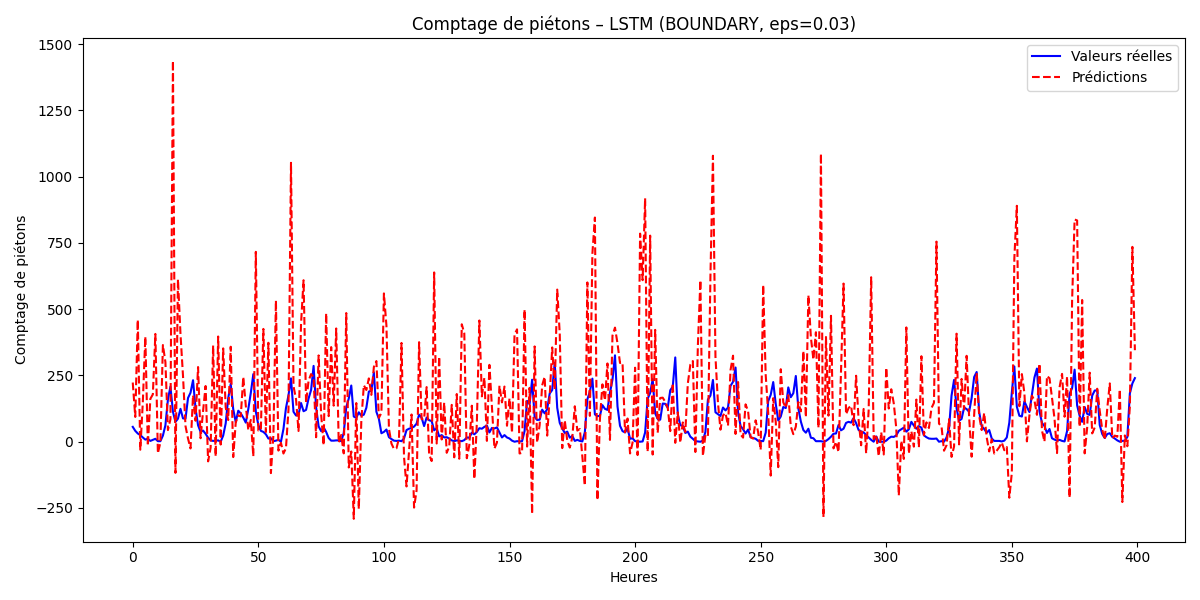 Comptage de piétons – LSTM (BOUNDARY, eps=0.03)
Valeurs réelles
Prédictions
1500
1250
1000
750
500
250
0
−250
Comptage de piétons
0 50 100 150 200 250 300 350 400
Heures